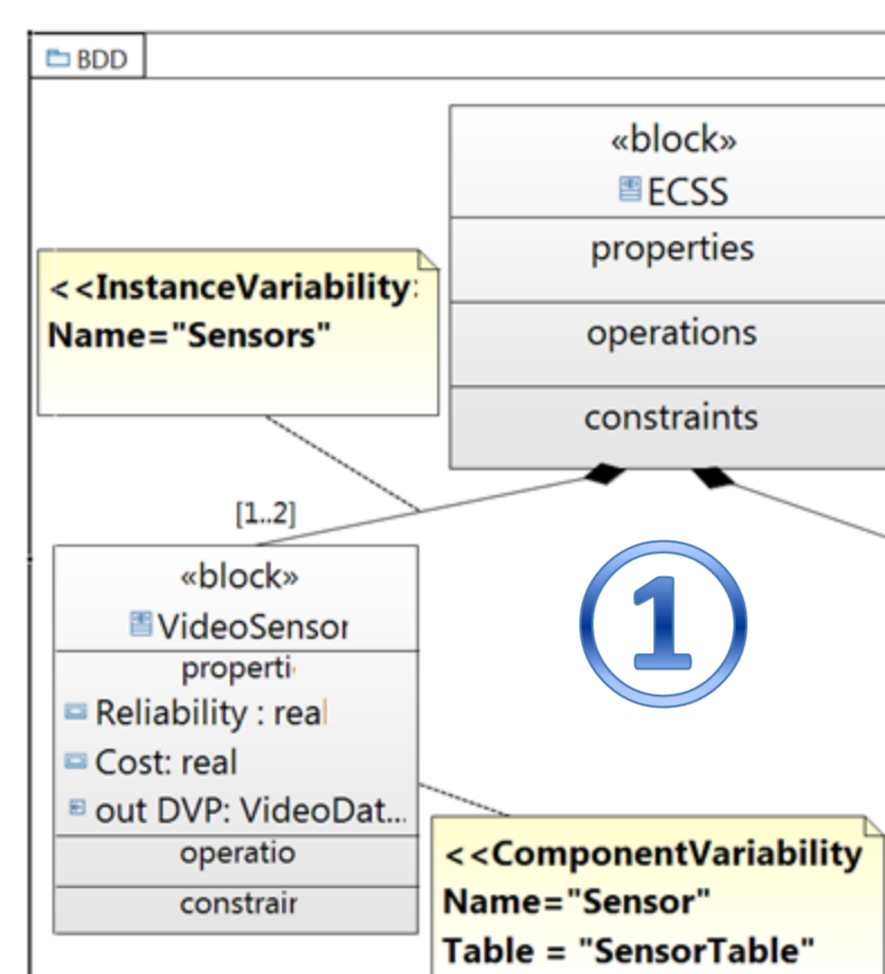 BDD
«block»
ECSS
properties
operations
constraints
<<InstanceVariability
Name="Sensors"
[1..2]
«block»
VideoSensor
properti
Reliability : real
Cost: real
out DVP: VideoDat...
operatio
constrair
1
<<ComponentVariability
Name="Sensor"
Table = "SensorTable"